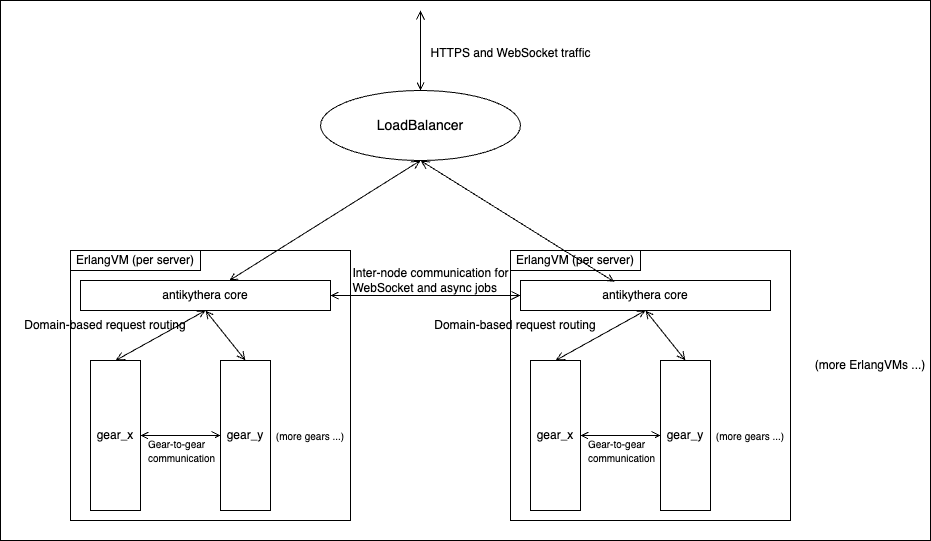 HTTPS and WebSocket traffic
LoadBalancer
ErlangVM (per server)
ErlangVM (per server)
Inter-node communication for
WebSocket and async jobs
antikythera core
antikythera core
Domain-based request routing
Domain-based request routing
(more ErlangVMs ...)
gear_x
gear_y
(more gears ...)
Gear-to-gear
communication
gear_x
gear_y
(more gears ...)
Gear-to-gear
communication